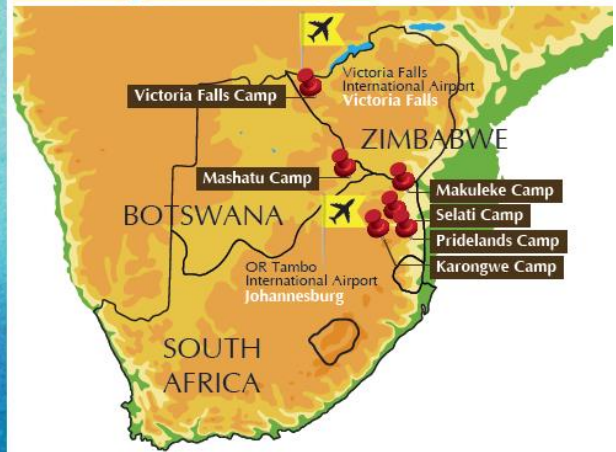 Victoria Falls
International Airport
Victoria Falls
Victoria Falls Camp
ZIMBABWE
Mashatu Camp
Makuleke Camp
Selati Camp
BOTSWANA
Pridelands Camp
Karongwe Camp
OR Tambo
International Airport
Johannesburg
SOUTH
AFRICA